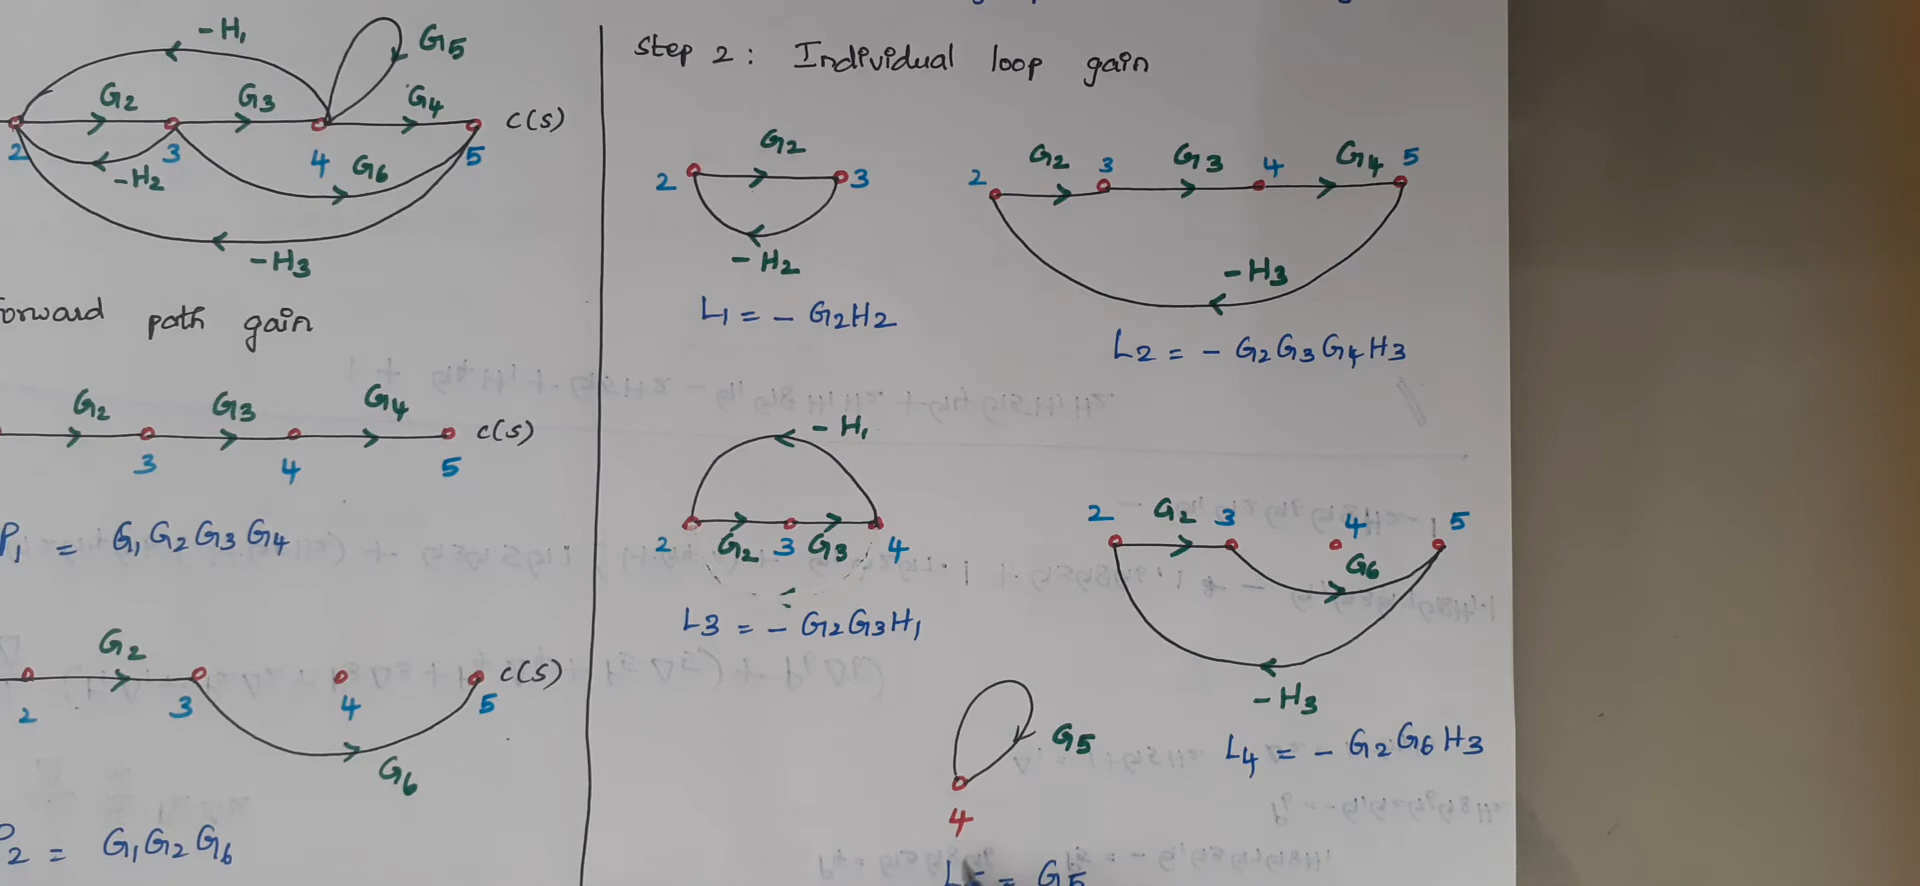 -H1
G5
G2
G3
G4
C(S)
2
3
4
5
-H2
G6
-H3
orward path gain
G2
G3
G4
C(S)
3
4
5
P1 = G1G2G3G4
G2
C(S)
2
3
4
5
G6
P2 = G1G2G6
Step 2: Individual loop gain
G2
2
3
-H2
L1 = - G2H2
2
G2
3
G3
4
G4
5
-H3
L2 = - G2G3G4H3
-H1
2
G2
3
G3
4
L3 = - G2G3H1
2
G2
3
4
5
G6
-H3
L4 = - G2G6H3
G5
4
= G5